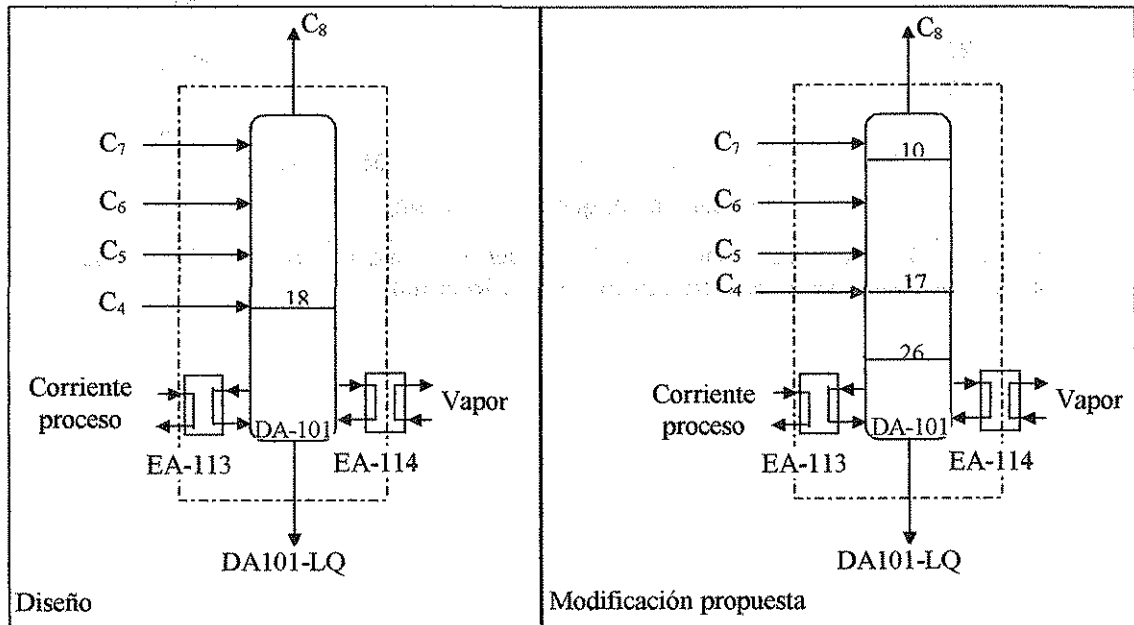 C₈
C₇
C₆
C₅
C₄
18
Corriente
proceso
Vapor
DA-101
EA-113
EA-114
DA101-LQ
Diseño
C₈
C₇
10
C₆
C₅
C₄
17
26
Corriente
proceso
Vapor
DA-101
EA-113
EA-114
DA101-LQ
Modificación propuesta